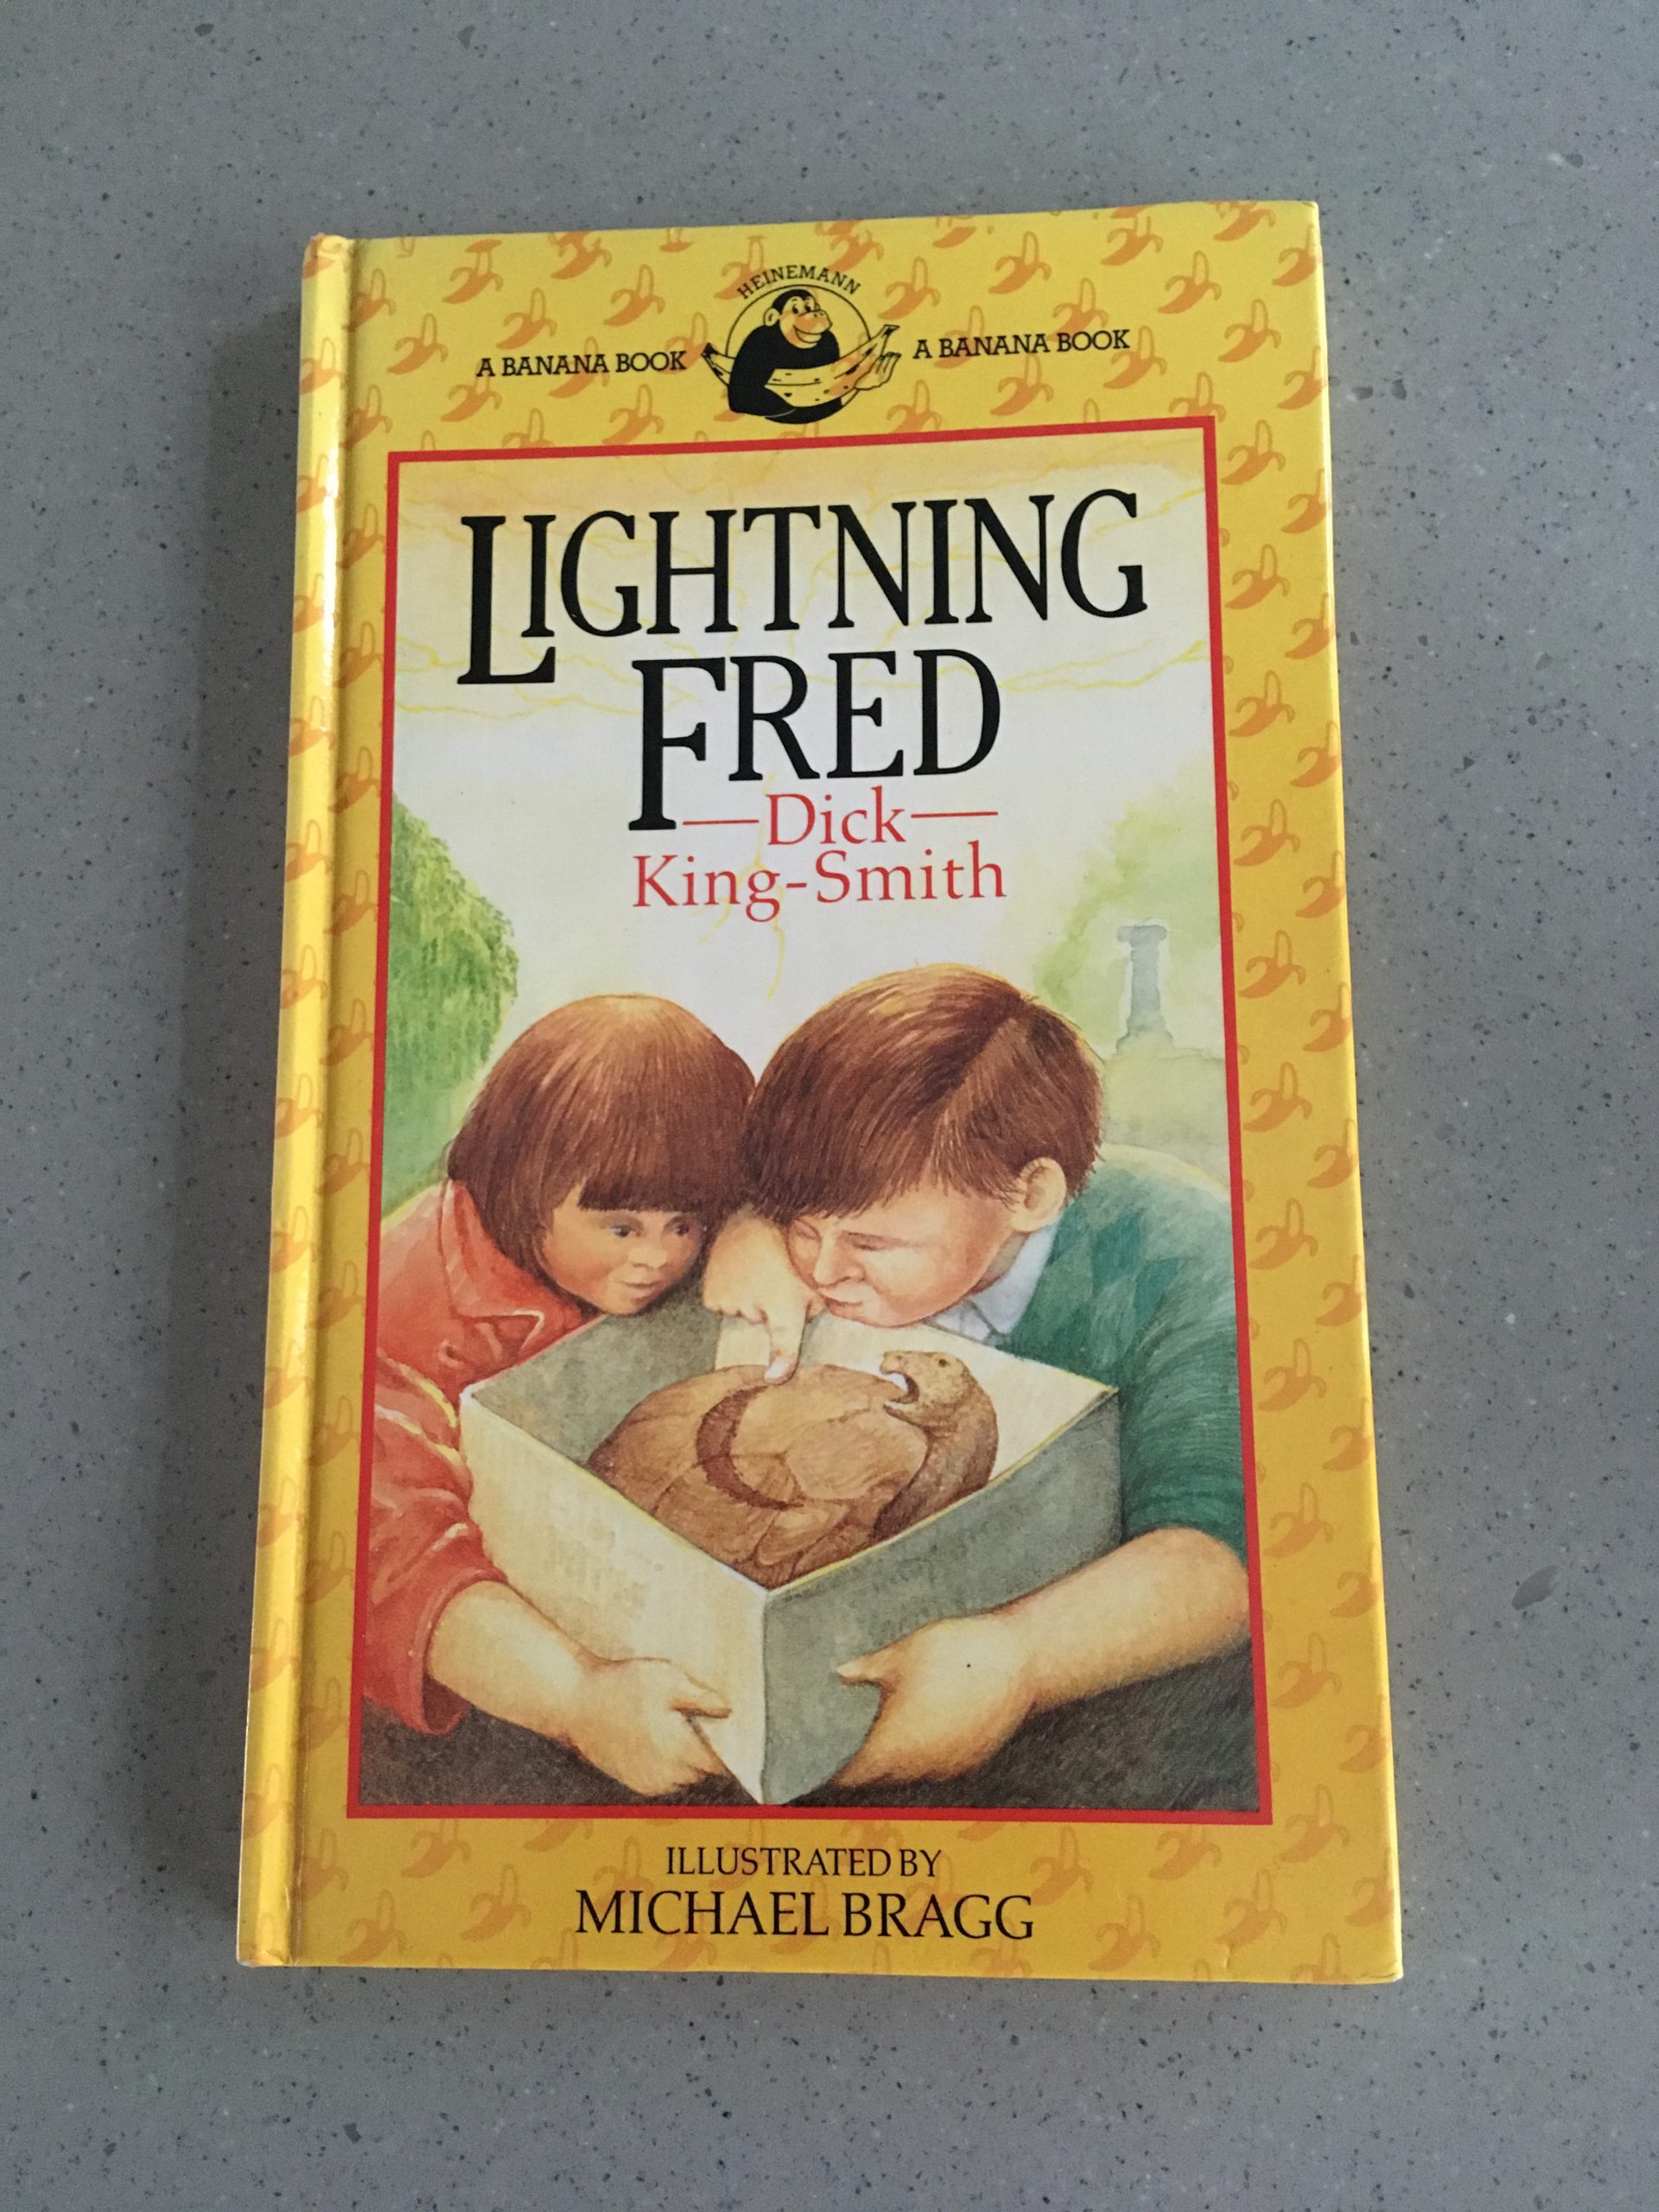 HEINEMANN
A BANANA BOOK A BANANA BOOK
LIGHTNING
FRED
Dick
King-Smith
ILLUSTRATED BY
MICHAEL BRAGG